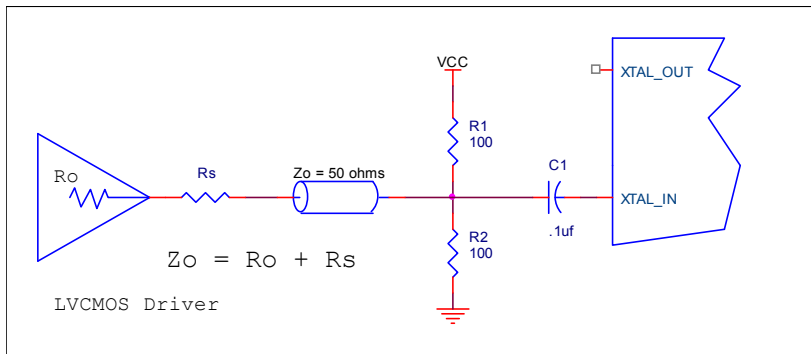 VCC
XTAL_OUT
R1
100
Ro
Rs
Zo = 50 ohms
C1
XTAL_IN
.1uf
R2
100
Zo = Ro + Rs
LVCMOS Driver